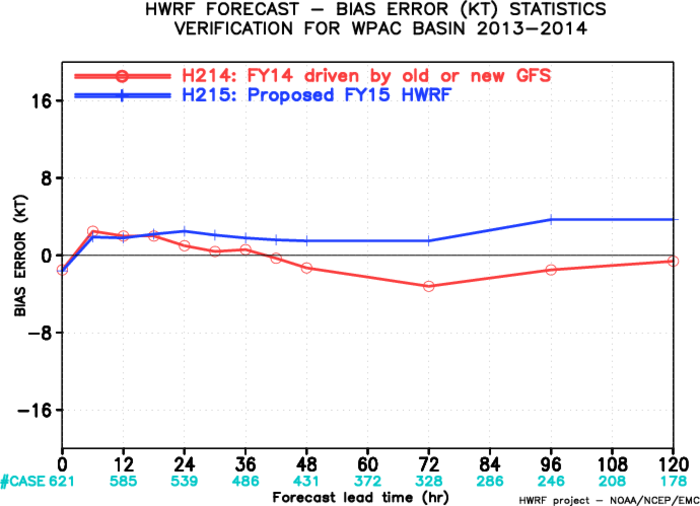 HWRF FORECAST − BIAS ERROR (KT) STATISTICS
VERIFICATION FOR WPAC BASIN 2013−2014
H214: FY14 driven by old or new GFS
H215: Proposed FY15 HWRF
BIAS ERROR (KT)
16
8
0
−8
−16
0 12 24 36 48 60 72 84 96 108 120
#CASE 621 585 539 486 431 372 328 286 246 208 178
Forecast lead time (hr)
HWRF project − NOAA/NCEP/EMC